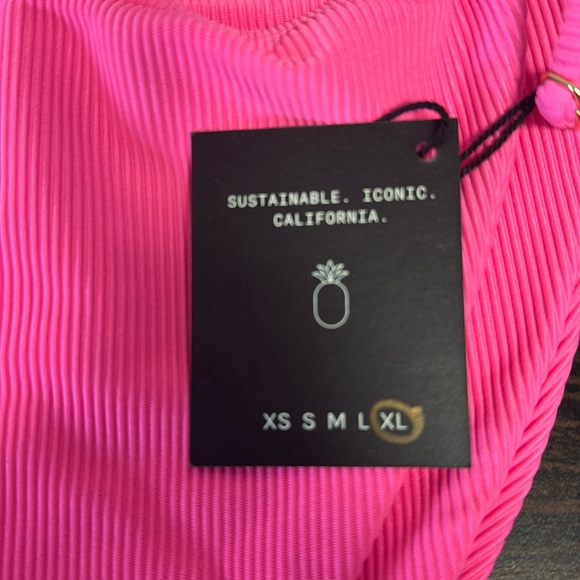 SUSTAINABLE. ICONIC.
CALIFORNIA.
XS S M L XL